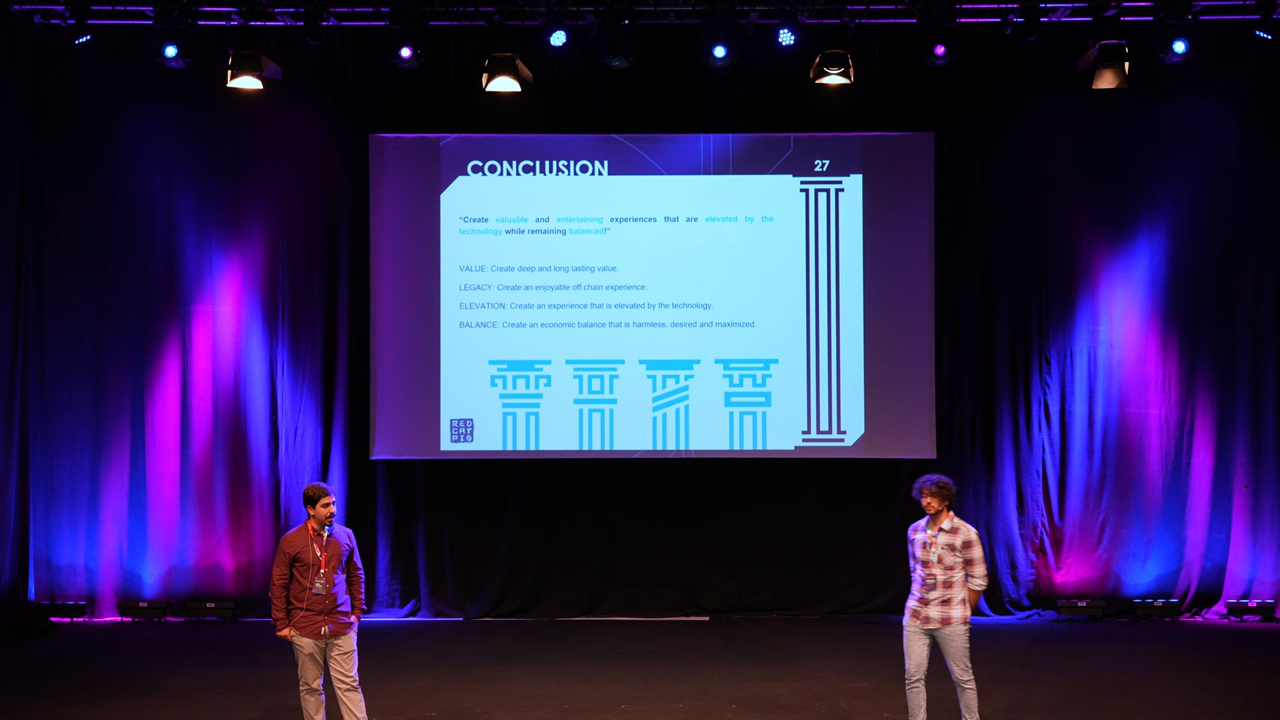 CONCLUSION
27
“Create valuable and entertaining experiences that are elevated by the
technology while remaining balanced!”
VALUE: Create deep and long lasting value.
LEGACY: Create an enjoyable off chain experience.
ELEVATION: Create an experience that is elevated by the technology.
BALANCE: Create an economic balance that is harmless, desired and maximized.
RED
CAT
PIG